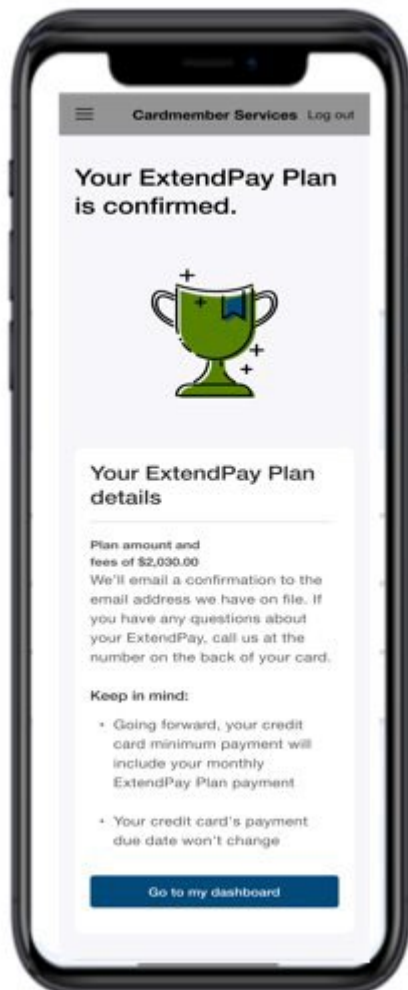 Cardmember Services Log out
Your ExtendPay Plan
is confirmed.
Your ExtendPay Plan
details
Plan amount and
fees of $2,030.00
We'll email a confirmation to the
email address we have on file. If
you have any questions about
your ExtendPay, call us at the
number on the back of your card.
Keep in mind:
• Going forward, your credit
card minimum payment will
include your monthly
ExtendPay Plan payment
• Your credit card's payment
due date won't change
Go to my dashboard